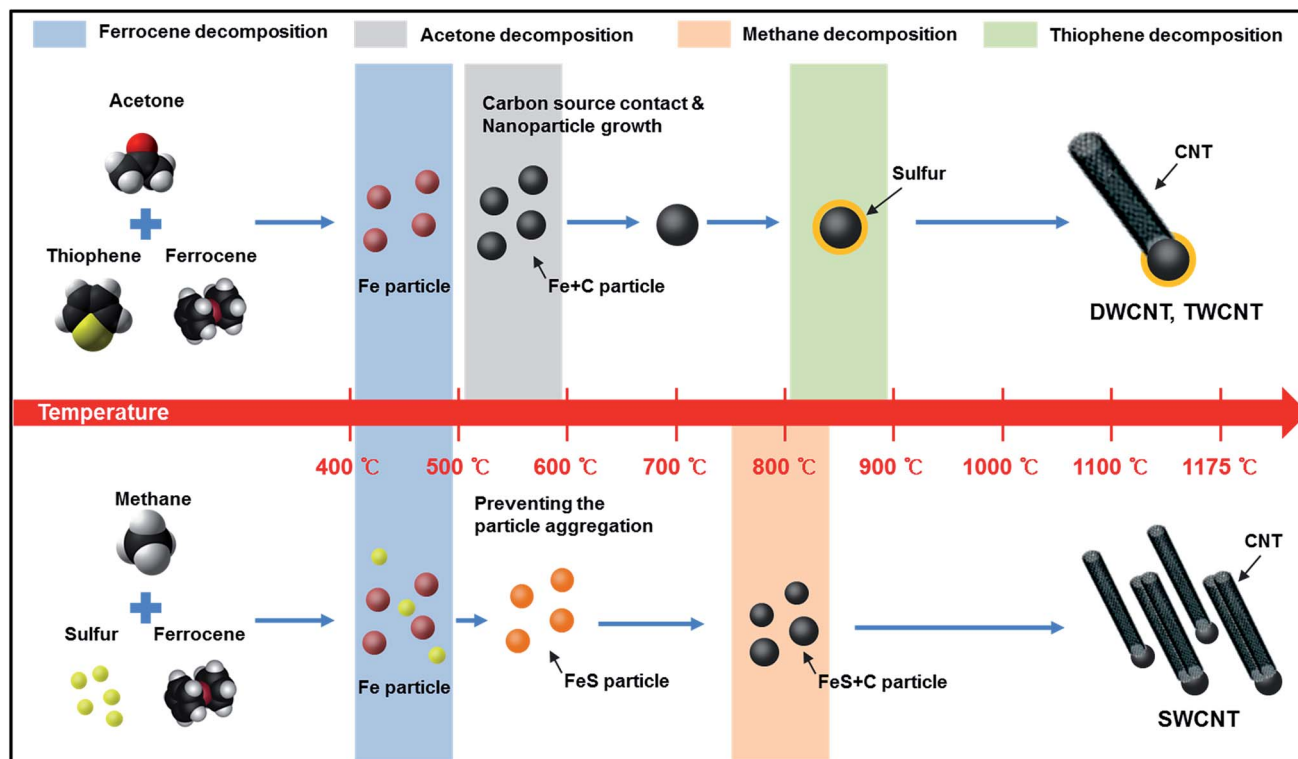 Ferrocene decomposition
Acetone decomposition
Methane decomposition
Thiophene decomposition
Acetone
Carbon source contact &
Nanoparticle growth
CNT
Sulfur
Thiophene
Ferrocene
Fe particle
Fe+C particle
DWCNT, TWCNT
Temperature
400 ℃
500 ℃
600 ℃
700 ℃
800 ℃
900 ℃
1000 ℃
1100 ℃
1175 ℃
Methane
Preventing the
particle aggregation
CNT
Sulfur
Ferrocene
Fe particle
FeS particle
FeS+C particle
SWCNT